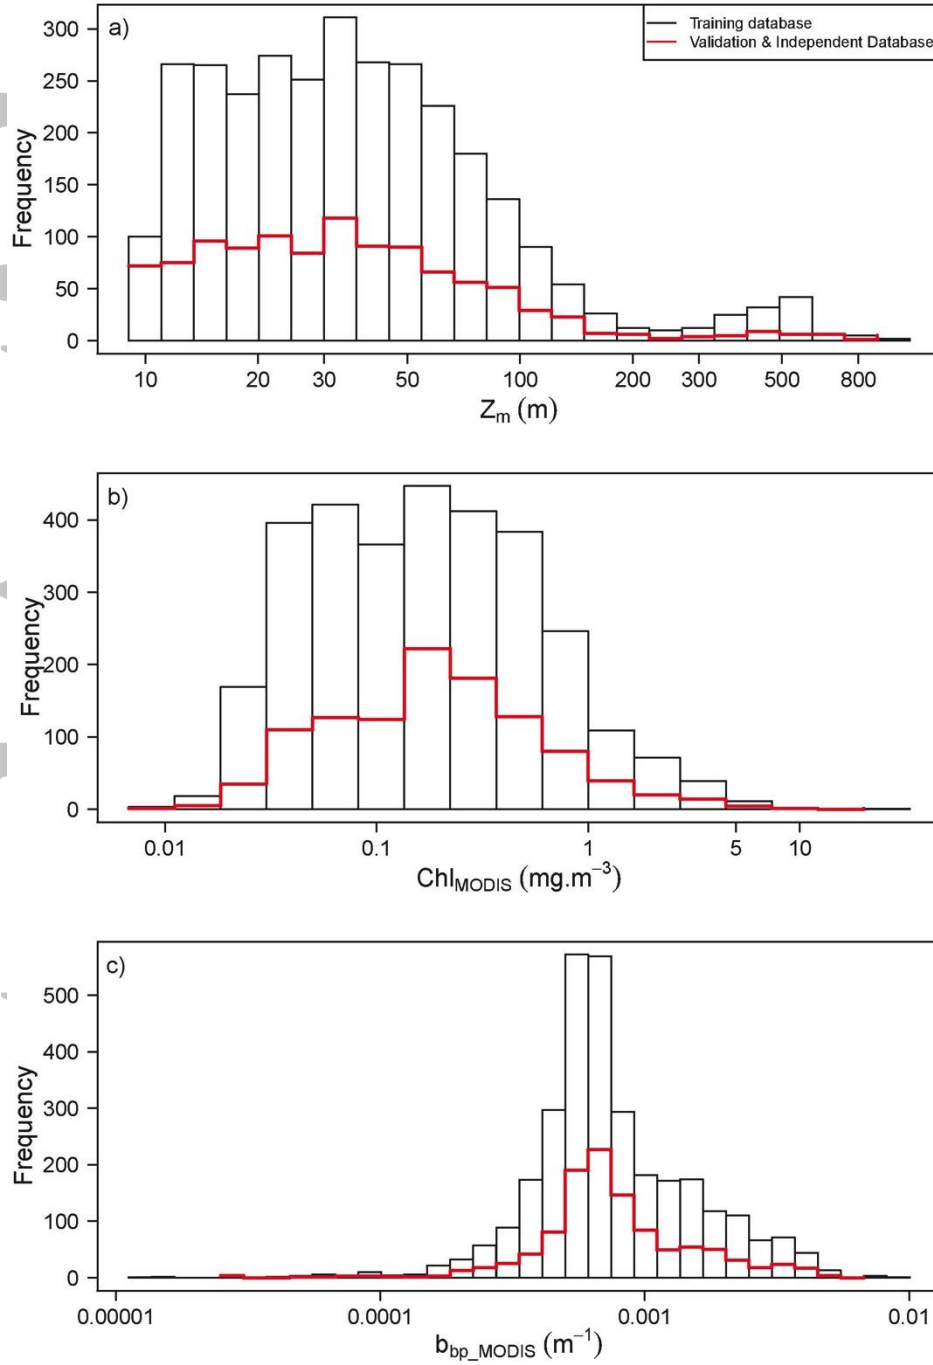 a)
Training database
Validation & Independent Database
Frequency
300
250
200
150
100
50
0
10 20 30 50 100 200 300 500 800
Zm (m)
b)
Frequency
400
300
200
100
0
0.01 0.1 1 5 10
ChlMODIS (mg.m−3)
c)
Frequency
500
400
300
200
100
0
0.00001 0.0001 0.001 0.01
bbp_MODIS (m−1)